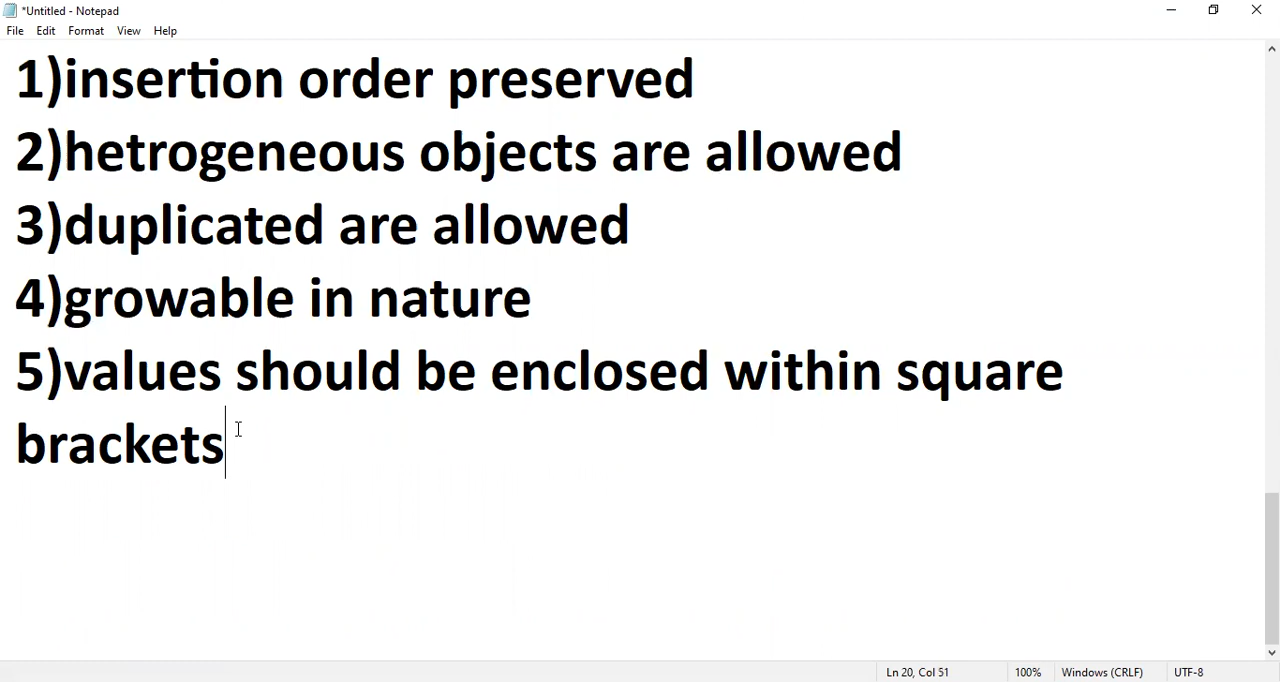 *Untitled - Notepad
File Edit Format View Help
1)insertion order preserved
2)hetrogeneous objects are allowed
3)duplicated are allowed
4)growable in nature
5)values should be enclosed within square
brackets
Ln 20, Col 51 100% Windows (CRLF) UTF-8